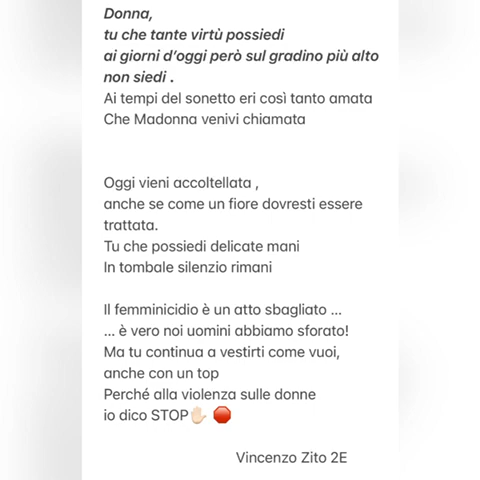 Donna,
tu che tante virtù possiedi
ai giorni d’oggi però sul gradino più alto
non siedi .
Ai tempi del sonetto eri così tanto amata
Che Madonna venivi chiamata
Oggi vieni accoltellata ,
anche se come un fiore dovresti essere
trattata.
Tu che possiedi delicate mani
In tombale silenzio rimani
Il femminicidio è un atto sbagliato ...
... è vero noi uomini abbiamo sforato!
Ma tu continua a vestirti come vuoi,
anche con un top
Perché alla violenza sulle donne
io dico STOP✋🏻 🛑
Vincenzo Zito 2E